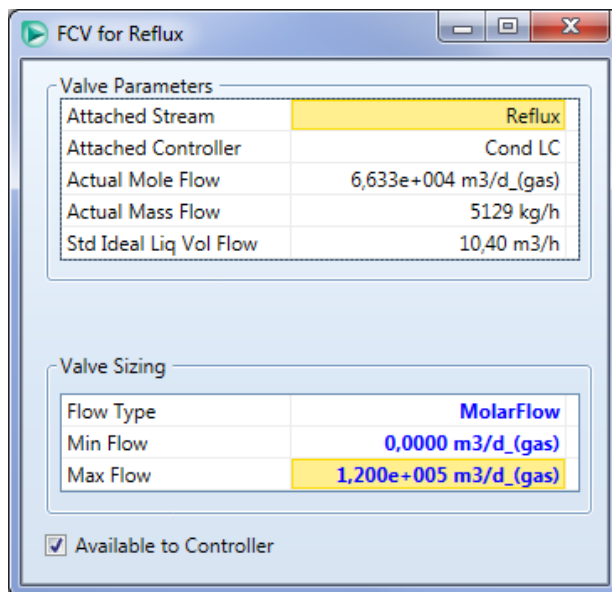 FCV for Reflux
Valve Parameters
Attached Stream Reflux
Attached Controller Cond LC
Actual Mole Flow 6,633e+004 m3/d_(gas)
Actual Mass Flow 5129 kg/h
Std Ideal Liq Vol Flow 10,40 m3/h
Valve Sizing
Flow Type MolarFlow
Min Flow 0,0000 m3/d_(gas)
Max Flow 1,200e+005 m3/d_(gas)
Available to Controller